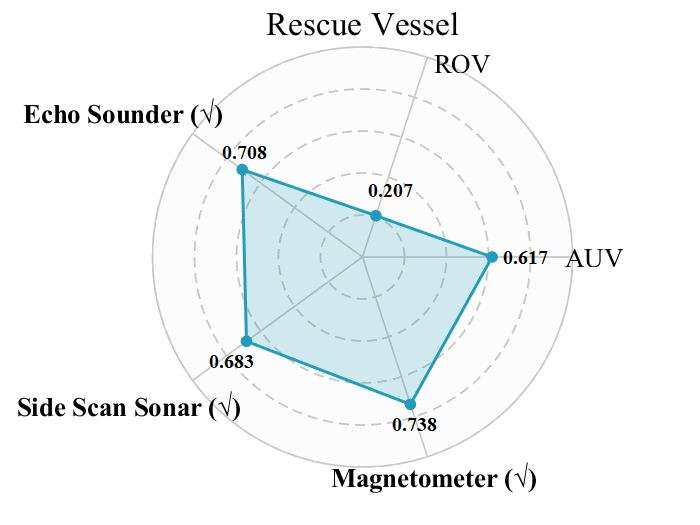 Rescue Vessel
ROV
Echo Sounder (√)
0.708
0.207
0.617
AUV
0.683
Side Scan Sonar (√)
0.738
Magnetometer (√)